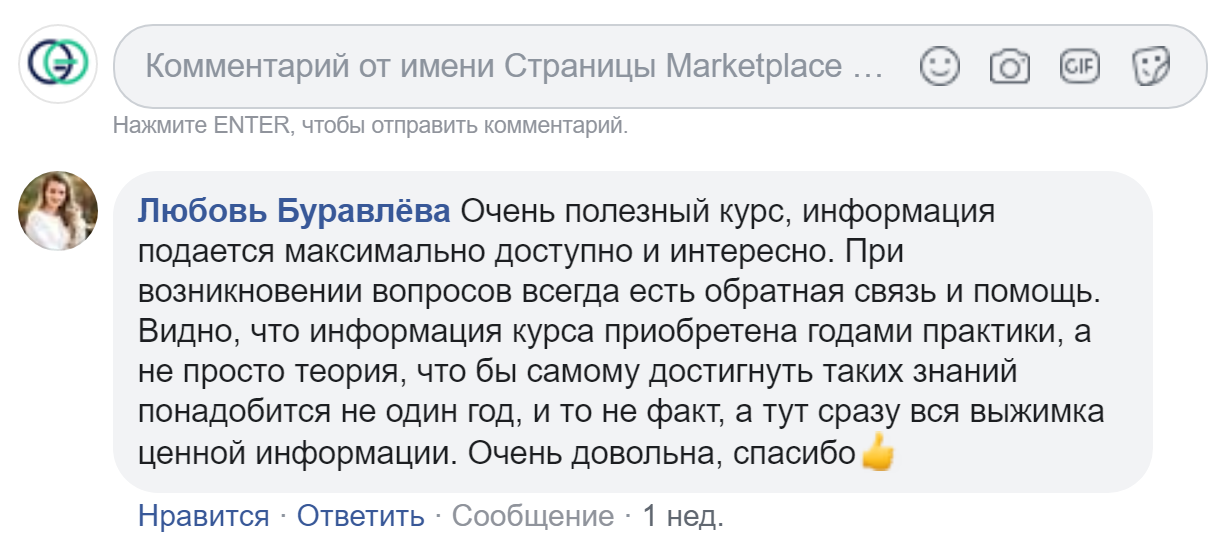 Комментарий от имени Страницы Marketplace ...
GIF
Нажмите ENTER, чтобы отправить комментарий.
Любовь Буравлёва Очень полезный курс, информация
подается максимально доступно и интересно. При
возникновении вопросов всегда есть обратная связь и помощь.
Видно, что информация курса приобретена годами практики, а
не просто теория, что бы самому достигнуть таких знаний
понадобится не один год, и то не факт, а тут сразу вся выжимка
ценной информации. Очень довольна, спасибо👍
Нравится · Ответить · Сообщение · 1 нед.